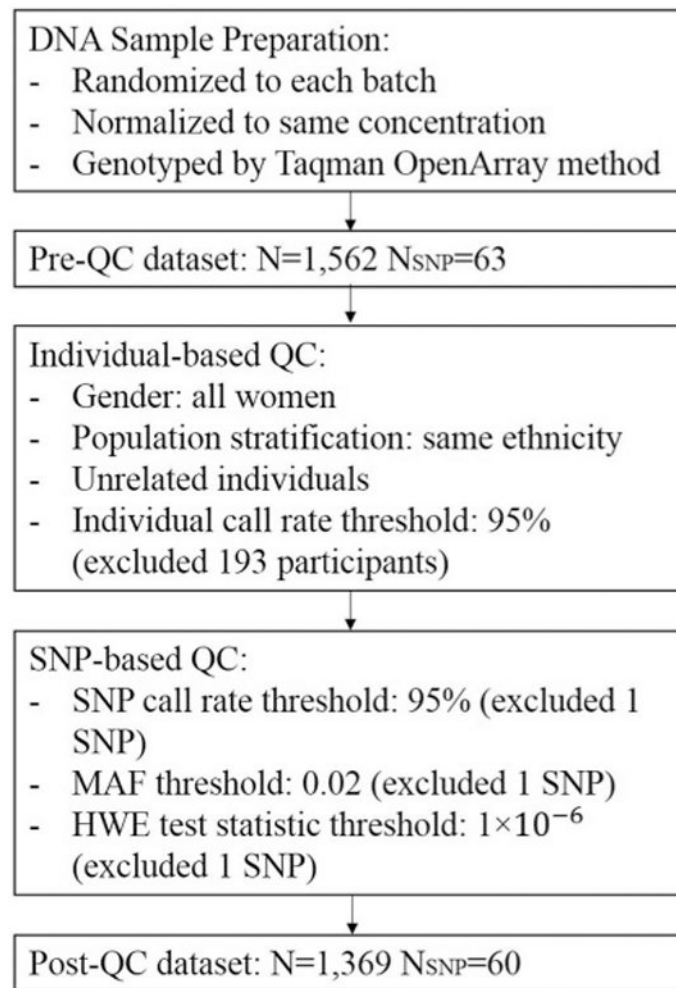 DNA Sample Preparation:
- Randomized to each batch
- Normalized to same concentration
- Genotyped by Taqman OpenArray method
Pre-QC dataset: N=1,562 NSNP=63
Individual-based QC:
- Gender: all women
- Population stratification: same ethnicity
- Unrelated individuals
- Individual call rate threshold: 95%
(excluded 193 participants)
SNP-based QC:
- SNP call rate threshold: 95% (excluded 1
SNP)
- MAF threshold: 0.02 (excluded 1 SNP)
- HWE test statistic threshold: 1×10⁻⁶
(excluded 1 SNP)
Post-QC dataset: N=1,369 NSNP=60